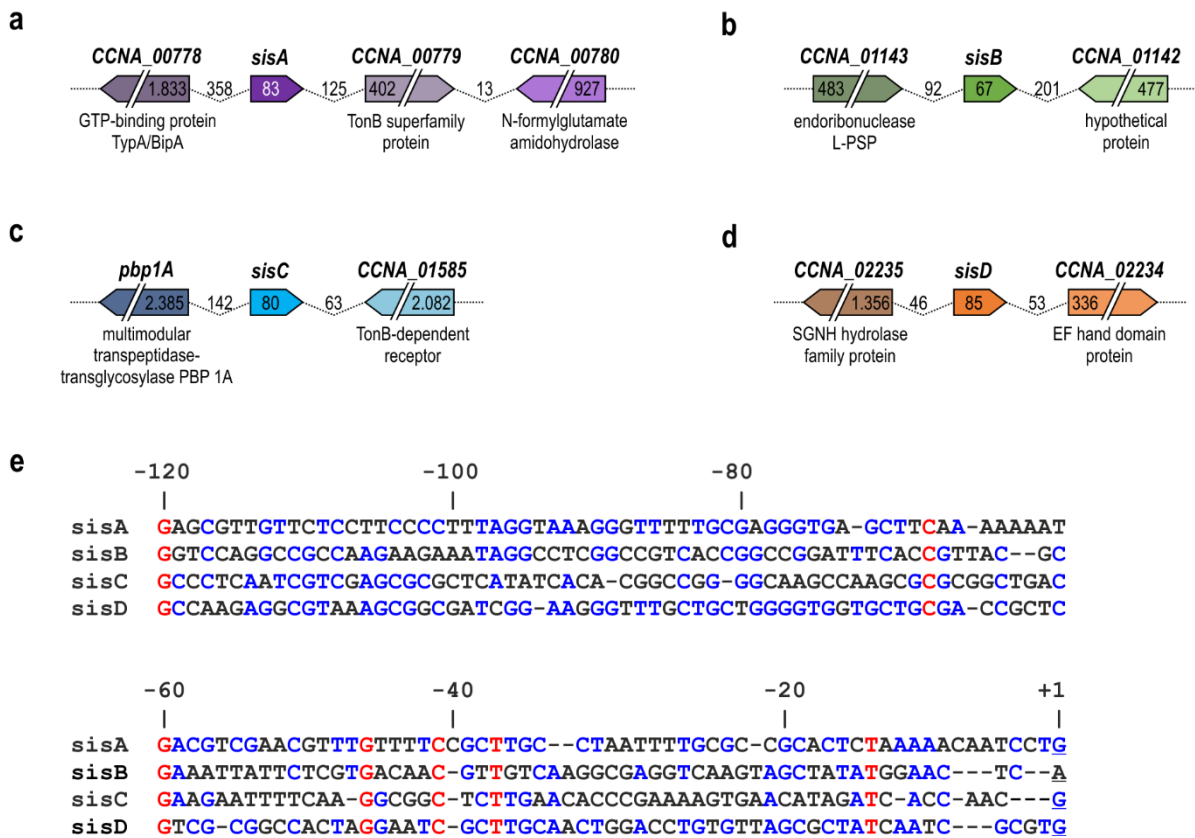 a
CCNA_00778 sisA CCNA_00779 CCNA_00780
1.833 358 83 125 402 13 927
GTP-binding protein TypA/BipA
TonB superfamily protein
N-formylglutamate amidohydrolase
b
CCNA_01143 sisB CCNA_01142
483 92 67 201 477
endoribonuclease L-PSP
hypothetical protein
c
pbp1A sisC CCNA_01585
2.385 142 80 63 2.082
multimodular transpeptidase-transglycosylase PBP 1A
TonB-dependent receptor
d
CCNA_02235 sisD CCNA_02234
1.356 46 85 53 336
SGNH hydrolase family protein
EF hand domain protein
e
-120 -100 -80
sisA GAGCGTTGTTCTCCTTCCCCTTTAGGTAAAGGGTTTTTGCGAGGGTGA-GCTTCAA-AAAAAT
sisB GGTCCAGGCCGCCAAGAAGAAATAGGCCTCGGCCGTCACCGGCCGGATTTCACCGTTAC--GC
sisC GCCCTCAATCGTCGAGCGCGCTCATATCACA-CGGCCGG-GGCAAGCCAAGCGCGCGGCTGAC
sisD GCCAAGAGGCGTAAAGCGGCGATCGG-AAGGGTTTGCTGCTGGGGTGGTGCTGCGA-CCGCTC
-60 -40 -20 +1
sisA GACGTCGAACGTTTGTTTTCCGCTTGC--CTAATTTTGCGC-CGCACTCTAAAAACAATCCTG
sisB GAAATTATTCTCGTGACAAC-GTTGTCAAGGCGAGGTCAAGTAGCTATATGGAAC---TC--A
sisC GAAGAATTTTCAA-GGCGGC-TCTTGAACACCCGAAAAGTGAACATAGATC-ACC-AAC---G
sisD GTCG-CGGCCACTAGGAATC-GCTTGCAACTGGACCTGTGTTAGCGCTATCAATC---GCGTG